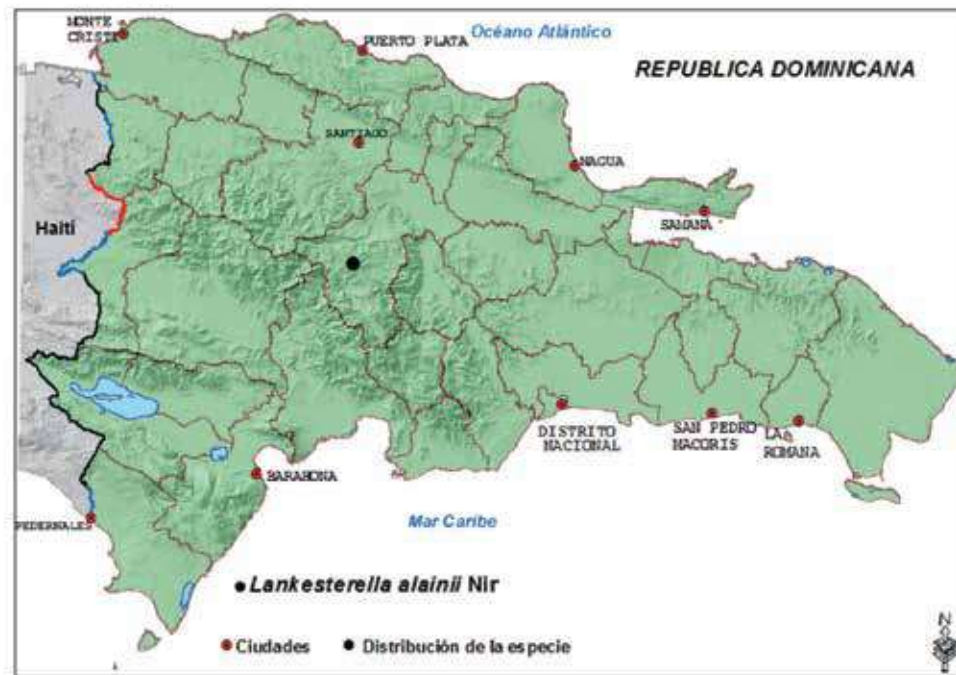 MONTE
CRISTI
PUERTO PLATA
Océano Atlántico
REPUBLICA DOMINICANA
SANTIAGO
NAGUA
SAMANA
Haití
DISTRITO
NACIONAL
SAN PEDRO
MACORIS
LA
ROMANA
BARAHONA
PEDERNALES
Mar Caribe
Lankesterella alainii Nir
Ciudades
Distribución de la especie
N